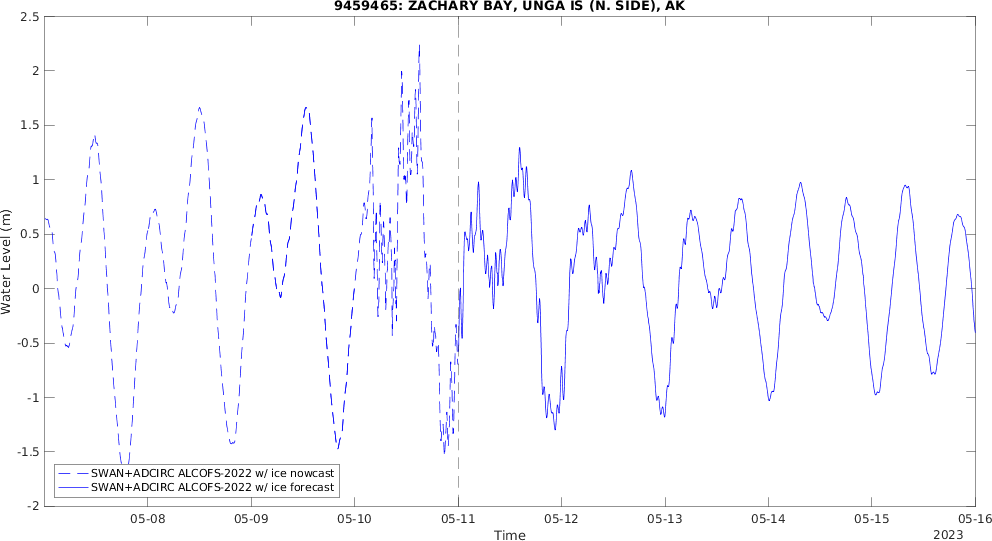 9459465: ZACHARY BAY, UNGA IS (N. SIDE), AK
2.5
2
1.5
1
0.5
0
-0.5
-1
-1.5
-2
Water Level (m)
SWAN+ADCIRC ALCOFS-2022 w/ ice nowcast
SWAN+ADCIRC ALCOFS-2022 w/ ice forecast
05-08 05-09 05-10 05-11 05-12 05-13 05-14 05-15 05-16
Time
2023